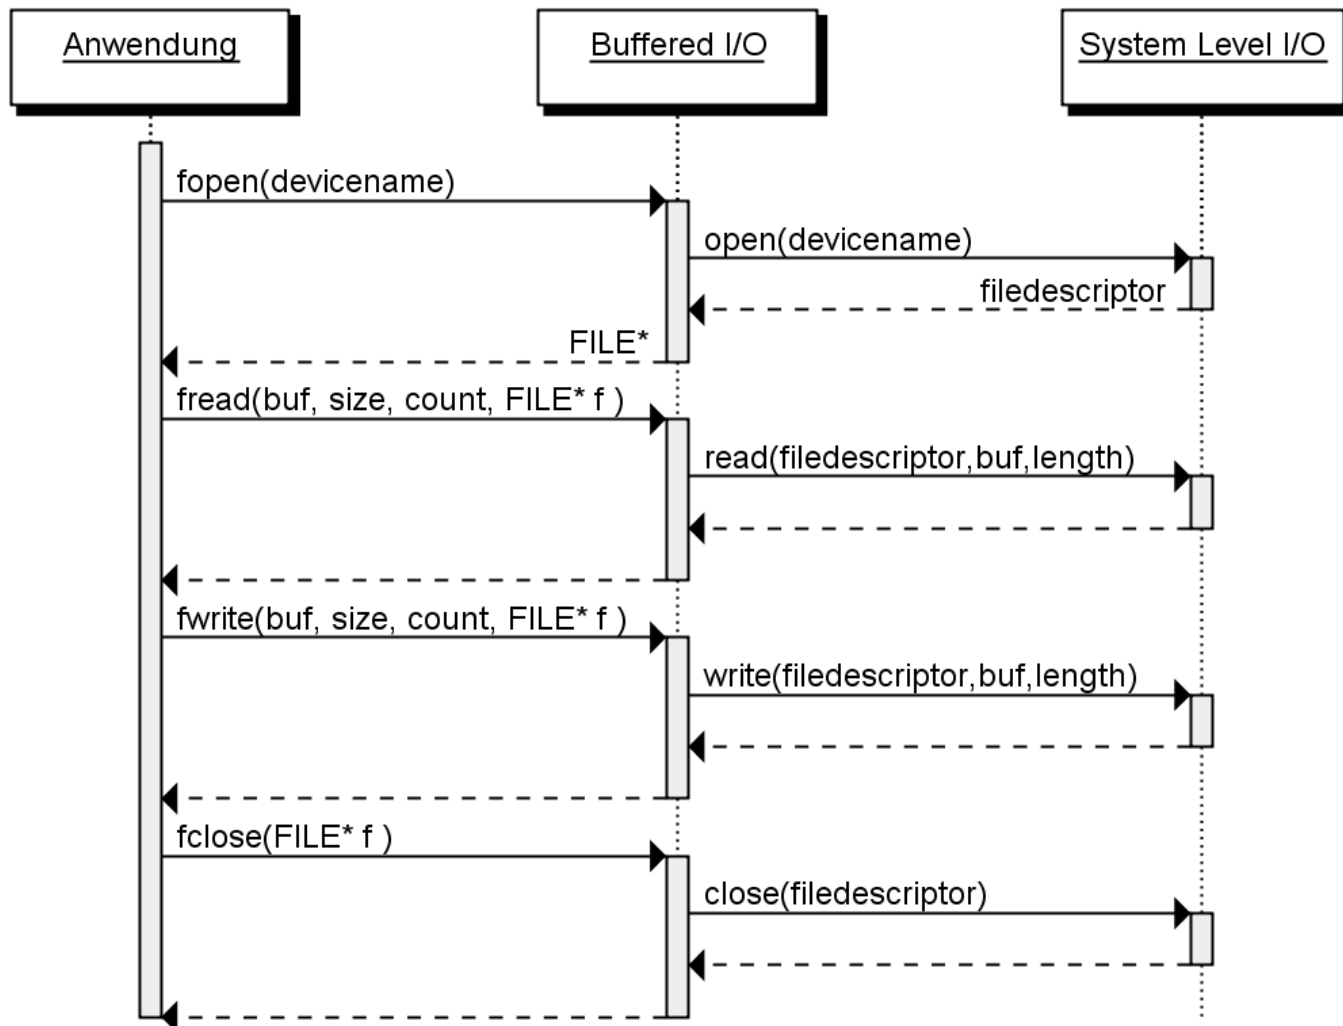 Anwendung
Buffered I/O
System Level I/O
fopen(devicename)
open(devicename)
filedescriptor
FILE*
fread(buf, size, count, FILE* f )
read(filedescriptor,buf,length)
fwrite(buf, size, count, FILE* f )
write(filedescriptor,buf,length)
fclose(FILE* f )
close(filedescriptor)